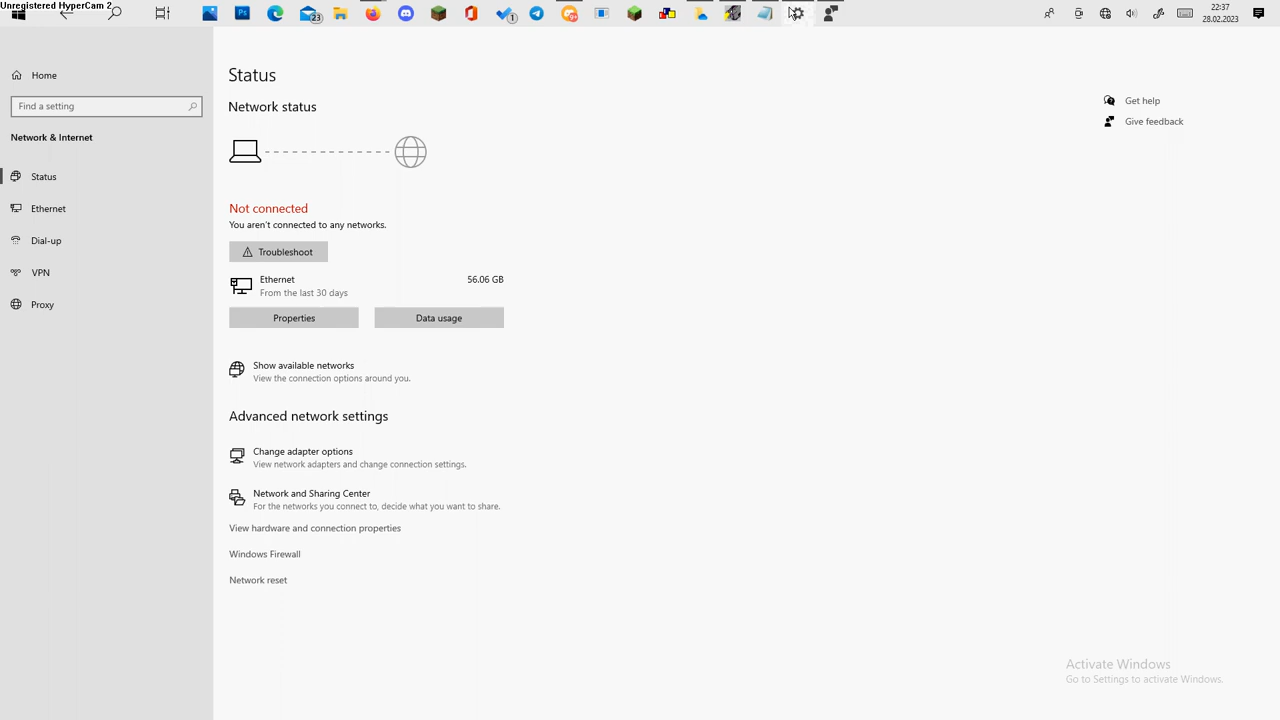 Unregistered HyperCam 2
Ps
23
1
22:37
28.02.2023
Home
Find a setting
Network & Internet
Status
Ethernet
Dial-up
VPN
Proxy
Status
Network status
Not connected
You aren't connected to any networks.
Troubleshoot
Ethernet
56.06 GB
From the last 30 days
Properties
Data usage
Show available networks
View the connection options around you.
Advanced network settings
Change adapter options
View network adapters and change connection settings.
Network and Sharing Center
For the networks you connect to, decide what you want to share.
View hardware and connection properties
Windows Firewall
Network reset
Get help
Give feedback
Activate Windows
Go to Settings to activate Windows.